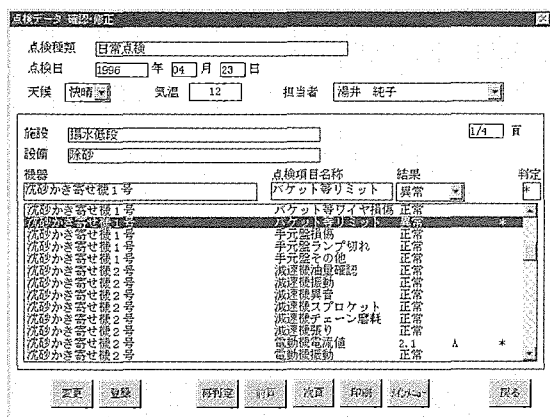 点検データ 確認・修正
点検種類 日常点検
点検日 1996 年 04 月 23 日
天候 快晴 気温 12 担当者 湯井 純子
施設 揚水低段 1/4 頁
設備 除砂
機器 点検項目名称 結果 判定
沈砂かき寄せ機1号 バケット等リミット 異常 *
沈砂かき寄せ機1号 バケット等ワイヤ損傷 正常
沈砂かき寄せ機1号 バケット等リミット 異常 *
沈砂かき寄せ機1号 手元盤損傷 正常
沈砂かき寄せ機1号 手元盤ランプ切れ 正常
沈砂かき寄せ機1号 手元盤その他 正常
沈砂かき寄せ機2号 減速機油量確認 正常
沈砂かき寄せ機2号 減速機振動 正常
沈砂かき寄せ機2号 減速機異音 正常
沈砂かき寄せ機2号 減速機スプロケット 正常
沈砂かき寄せ機2号 減速機チェーン磨耗 正常
沈砂かき寄せ機2号 減速機張り 正常
沈砂かき寄せ機2号 電動機電流値 2.1 A *
沈砂かき寄せ機2号 電動機振動 正常
変更 登録 再判定 前頁 次頁 印刷 メインメニュー 戻る